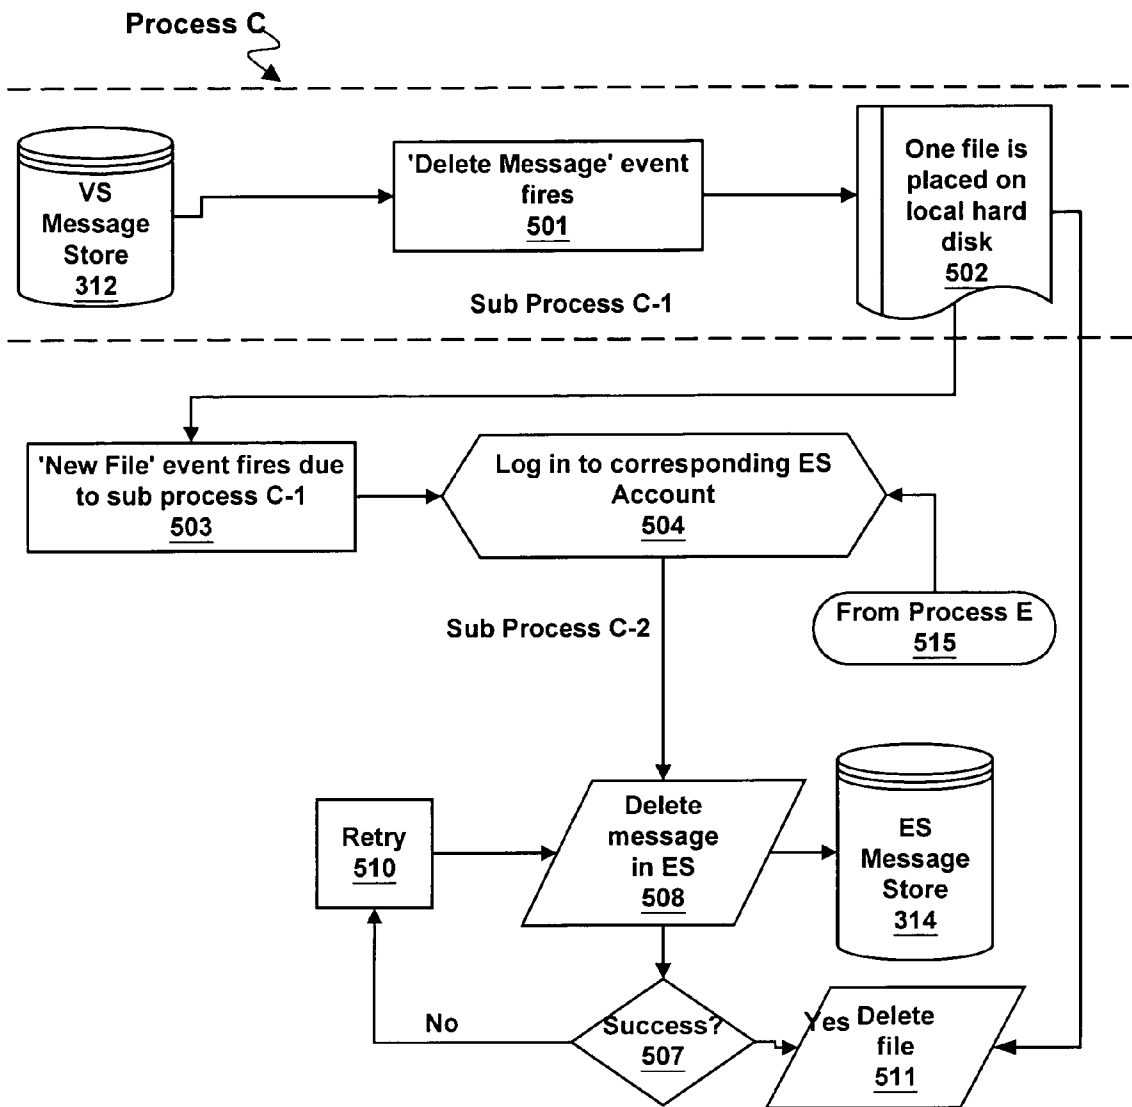 Process C
VS
Message
Store
312
'Delete Message' event
fires
501
One file is
placed on
local hard
disk
502
Sub Process C-1
'New File' event fires due
to sub process C-1
503
Log in to corresponding ES
Account
504
From Process E
515
Sub Process C-2
Delete
message
in ES
508
ES
Message
Store
314
Retry
510
No
Success?
507
Yes
Delete
file
511